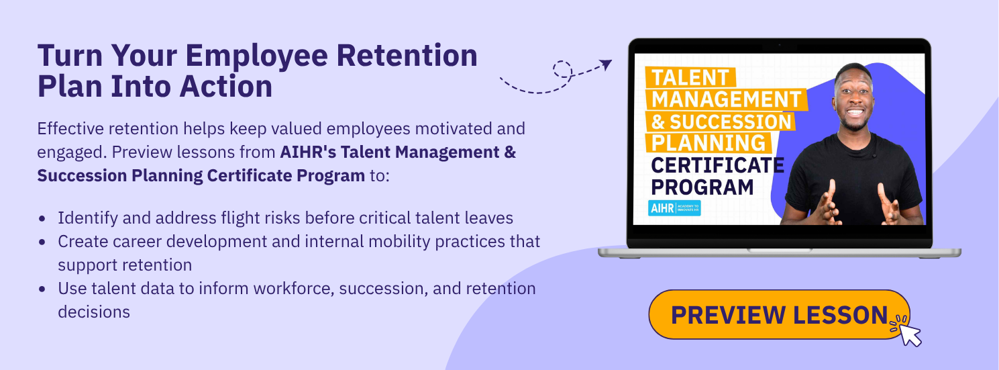 Turn Your Employee Retention
Plan Into Action
Effective retention helps keep valued employees motivated and
engaged. Preview lessons from AIHR's Talent Management &
Succession Planning Certificate Program to:
• Identify and address flight risks before critical talent leaves
• Create career development and internal mobility practices that
support retention
• Use talent data to inform workforce, succession, and retention
decisions
TALENT
MANAGEMENT
& SUCCESSION
PLANNING
CERTIFICATE
PROGRAM
AIHR ACADEMY TO
INNOVATE HR
PREVIEW LESSON